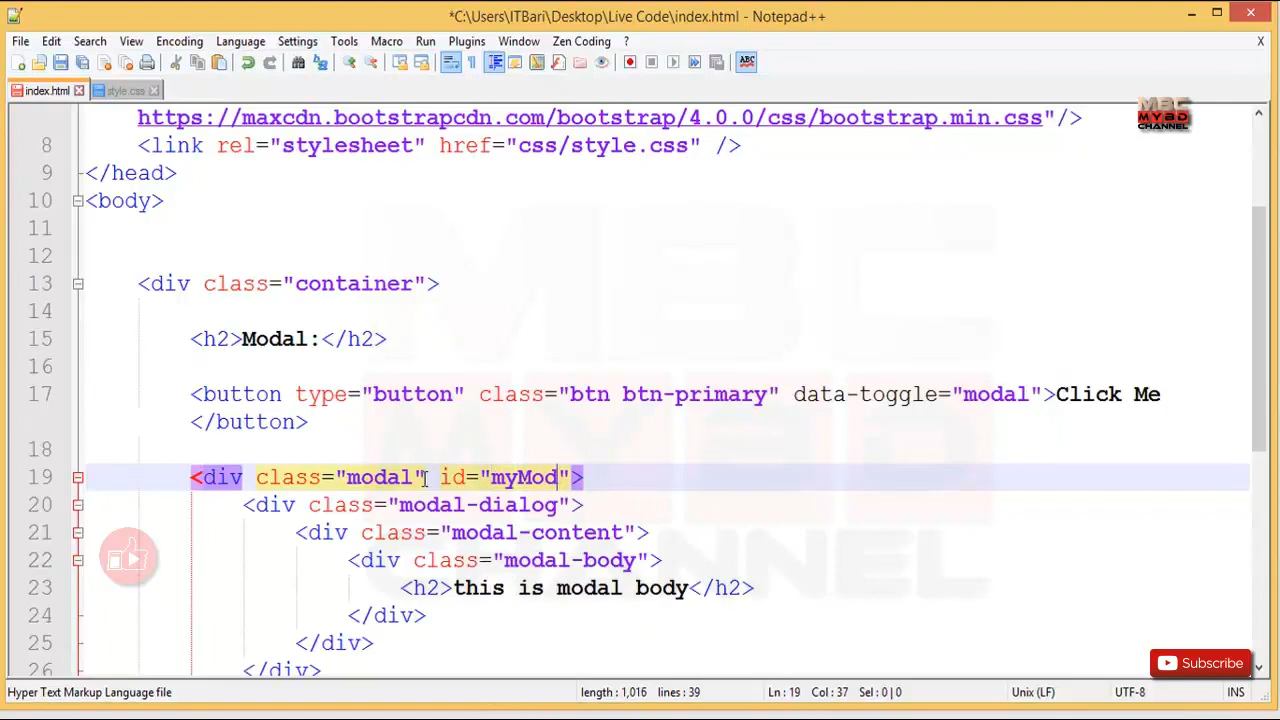 *C:\Users\ITBari\Desktop\Live Code\index.html - Notepad++
File Edit Search View Encoding Language Settings Tools Macro Run Plugins Window Zen Coding ? X
ABC
index.html style.css
MBC
MYBD
CHANNEL
https://maxcdn.bootstrapcdn.com/bootstrap/4.0.0/css/bootstrap.min.css"/>
8 <link rel="stylesheet" href="css/style.css" />
9 </head>
10 <body>
11
12
13 <div class="container">
14
15 <h2>Modal:</h2>
16
17 <button type="button" class="btn btn-primary" data-toggle="modal">Click Me
</button>
18
19 <div class="modal" id="myMod">
20 <div class="modal-dialog">
21 <div class="modal-content">
22 <div class="modal-body">
23 <h2>this is modal body</h2>
24 </div>
25 </div>
26 </div>
MBC
MYBD
CHANNEL
Subscribe
Hyper Text Markup Language file length : 1,016 lines : 39 Ln : 19 Col : 37 Sel : 0 | 0 Unix (LF) UTF-8 INS